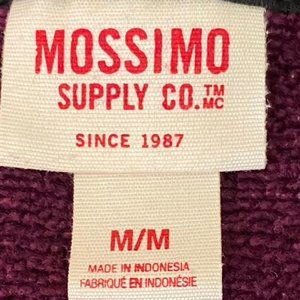 MOSSIMO
SUPPLY CO.™ MC
SINCE 1987
M/M
MADE IN INDONESIA
FABRIQUÉ EN INDONÉSIE